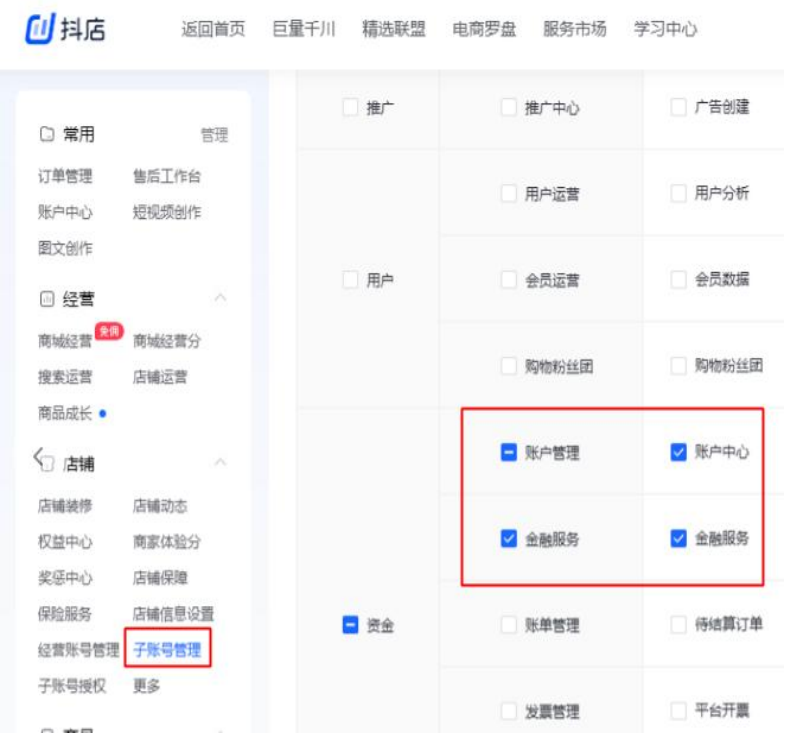 抖店 返回首页 巨量千川 精选联盟 电商罗盘 服务市场 学习中心
常用 管理
订单管理 售后工作台
账户中心 短视频创作
图文创作
经营
商城经营 免佣 商城经营分
搜索运营 店铺运营
商品成长
店铺
店铺装修 店铺动态
权益中心 商家体验分
奖惩中心 店铺保障
保险服务 店铺信息设置
经营账号管理 子账号管理
子账号授权 更多
推广 推广中心 广告创建
用户运营 用户分析
用户 会员运营 会员数据
购物粉丝团 购物粉丝团
账户管理 账户中心
金融服务 金融服务
资金 账单管理 待结算订单
发票管理 平台开票